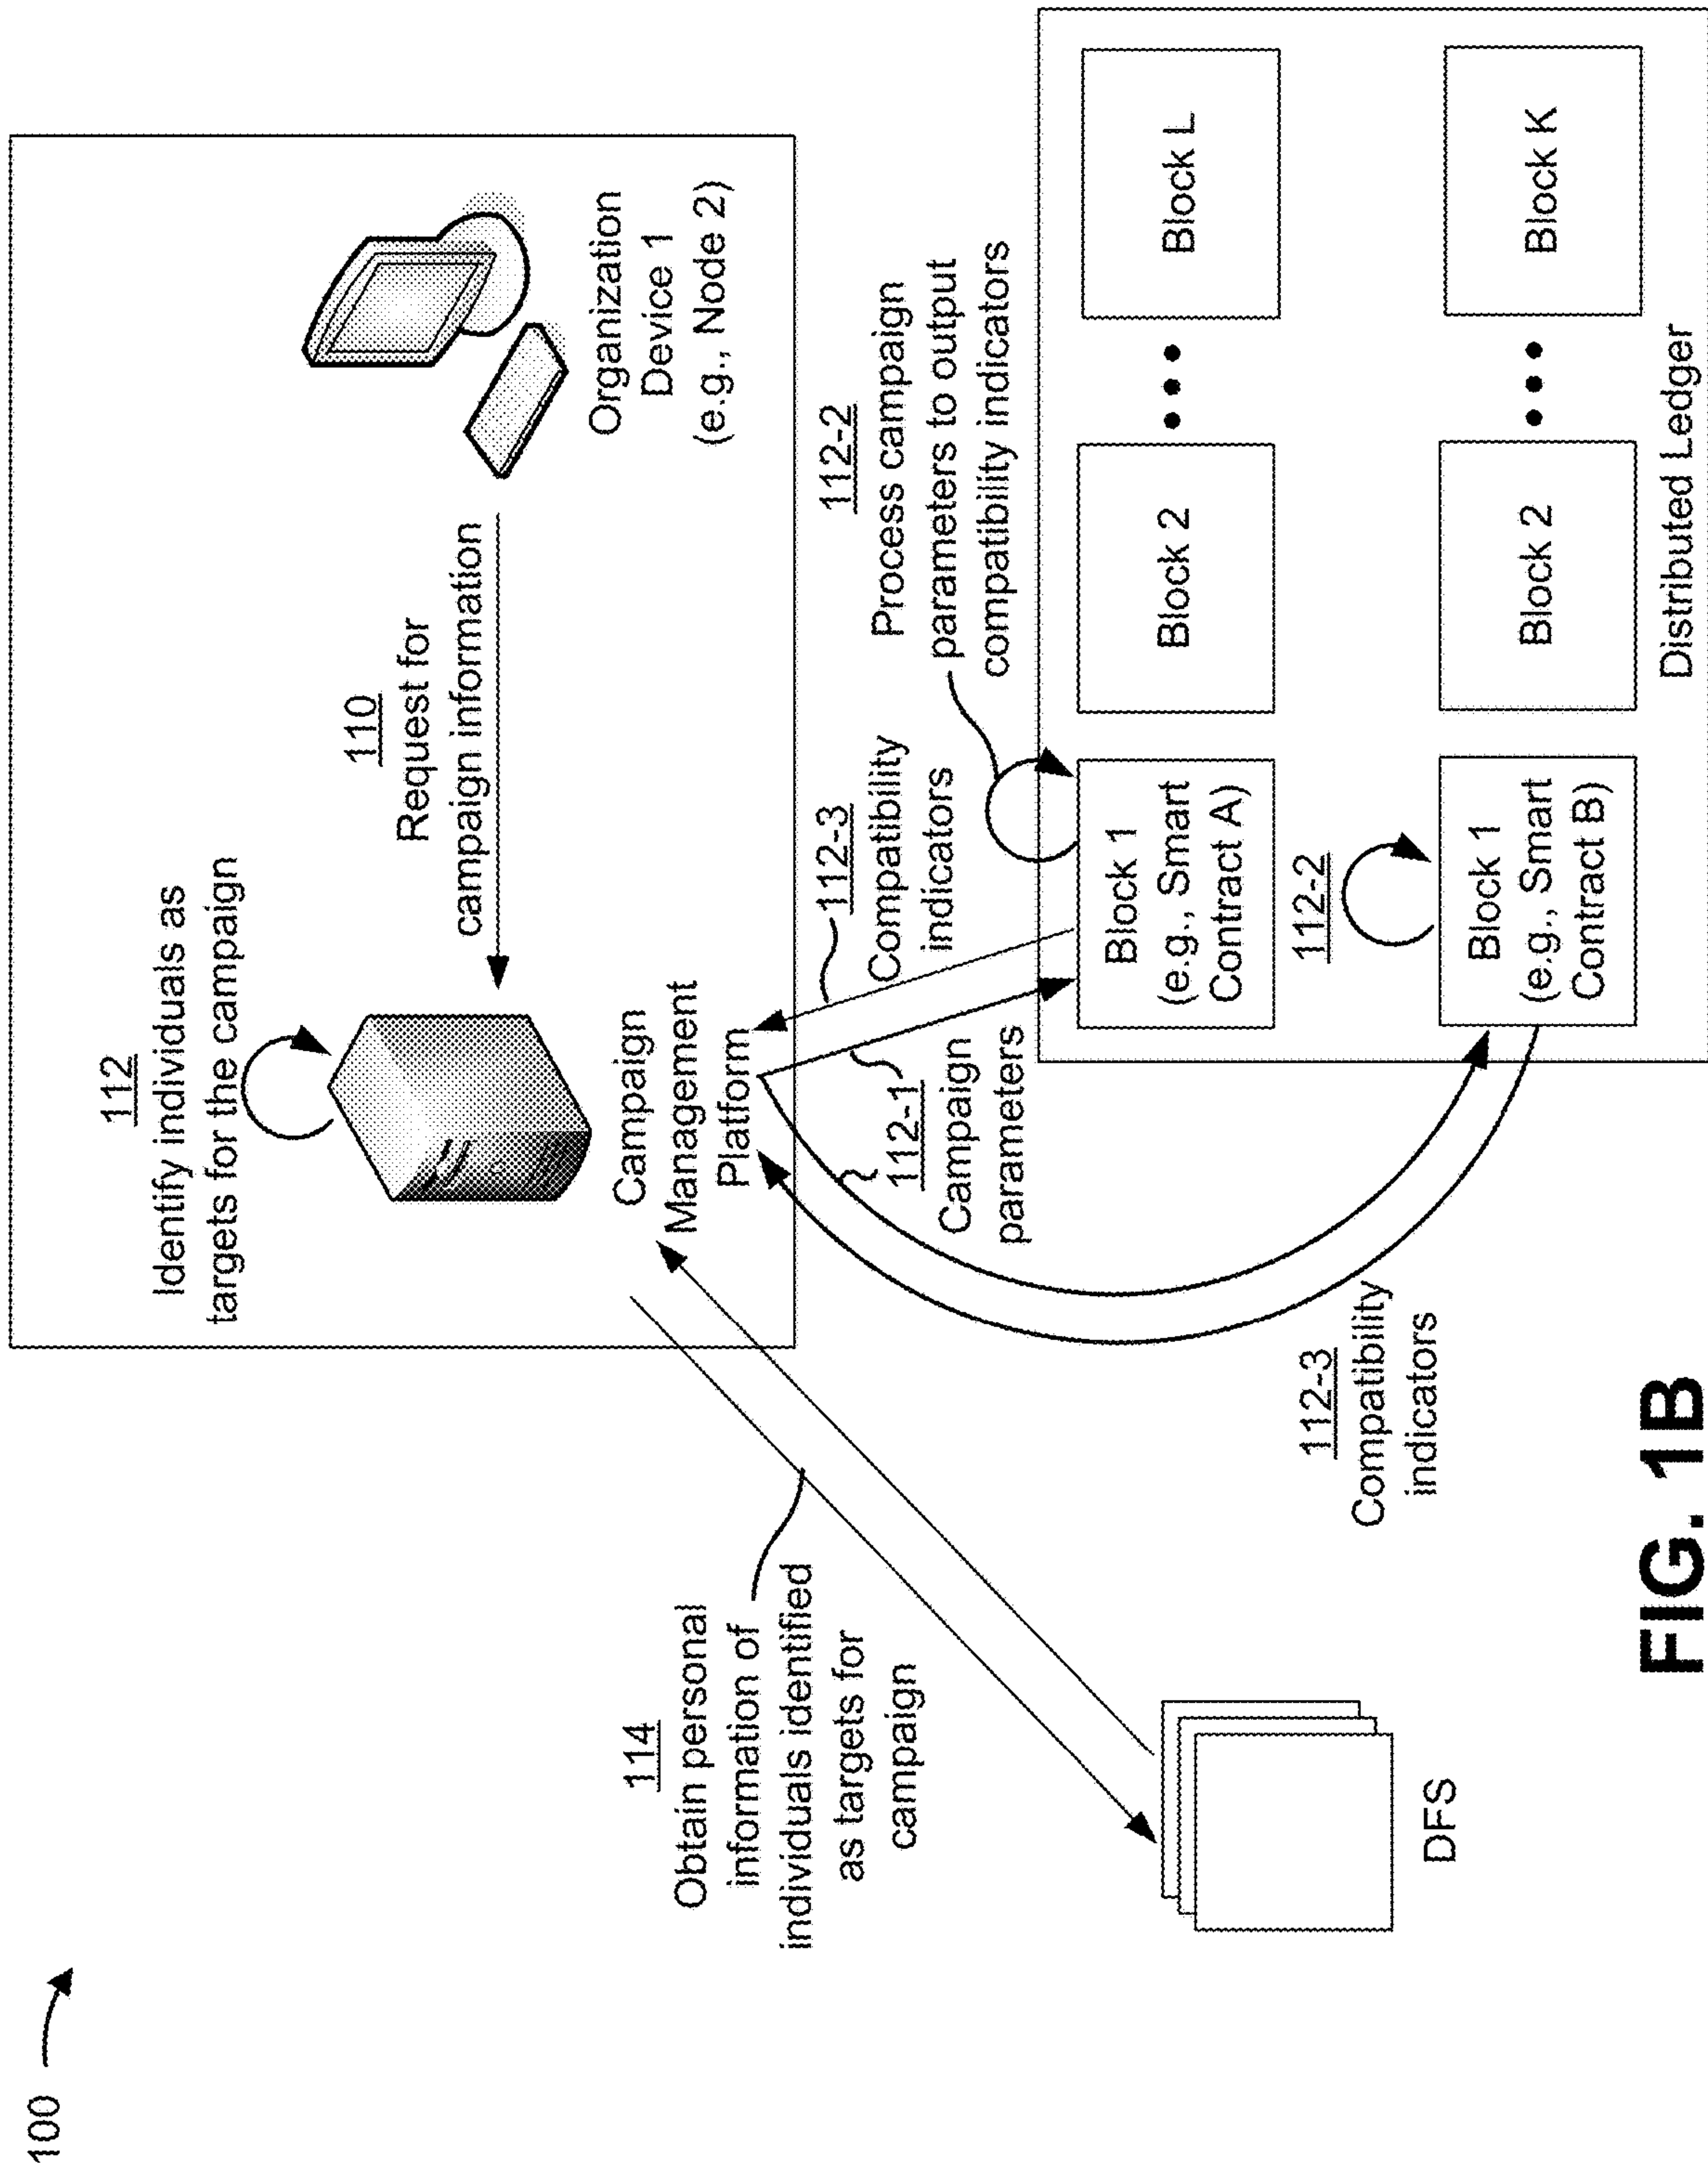 100
112
Identify individuals as
targets for the campaign
110
Request for
campaign information
Organization
Device 1
(e.g., Node 2)
Campaign
Management
Platform
114
Obtain personal
information of
individuals identified
as targets for
campaign
112-1
Campaign
parameters
112-3
Compatibility
indicators
112-2
Process campaign
parameters to output
compatibility indicators
Block 1
(e.g., Smart
Contract A)
Block 2
Block L
112-2
Block 1
(e.g., Smart
Contract B)
Block 2
Block K
Distributed Ledger
112-3
Compatibility
indicators
DFS
FIG. 1B